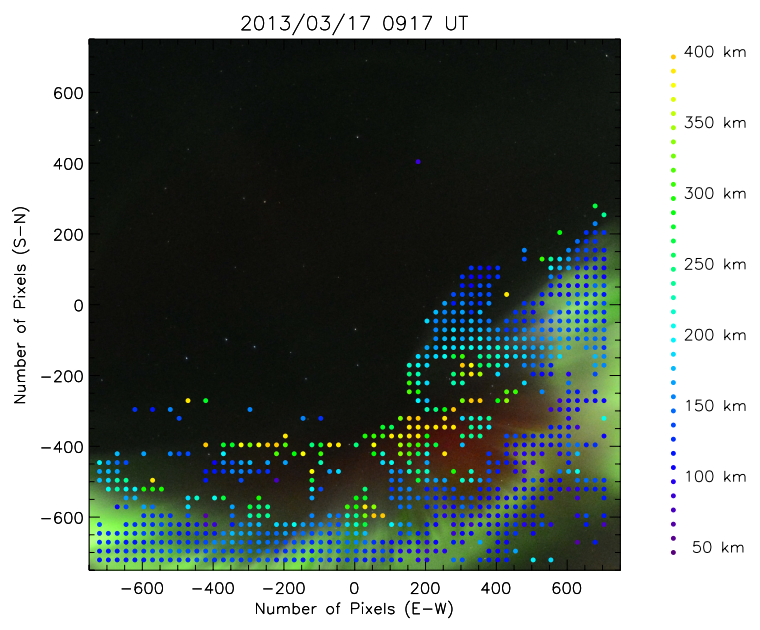 2013/03/17 0917 UT
400 km
600
350 km
400
300 km
200
250 km
0
200 km
−200
150 km
−400
100 km
−600
50 km
Number of Pixels (S−N)
−600 −400 −200 0 200 400 600
Number of Pixels (E−W)